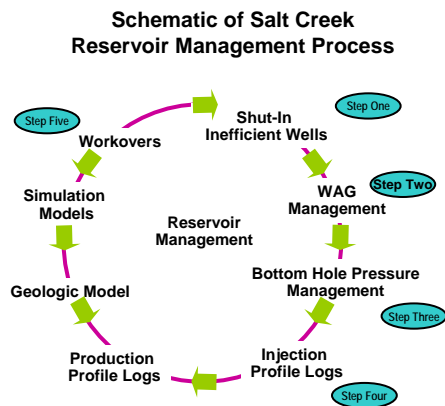 Schematic of Salt Creek
Reservoir Management Process
Step One
Shut-In
Inefficient Wells
Step Two
WAG
Management
Bottom Hole Pressure
Management
Step Three
Injection
Profile Logs
Step Four
Production
Profile Logs
Geologic Model
Simulation
Models
Workovers
Step Five
Reservoir
Management